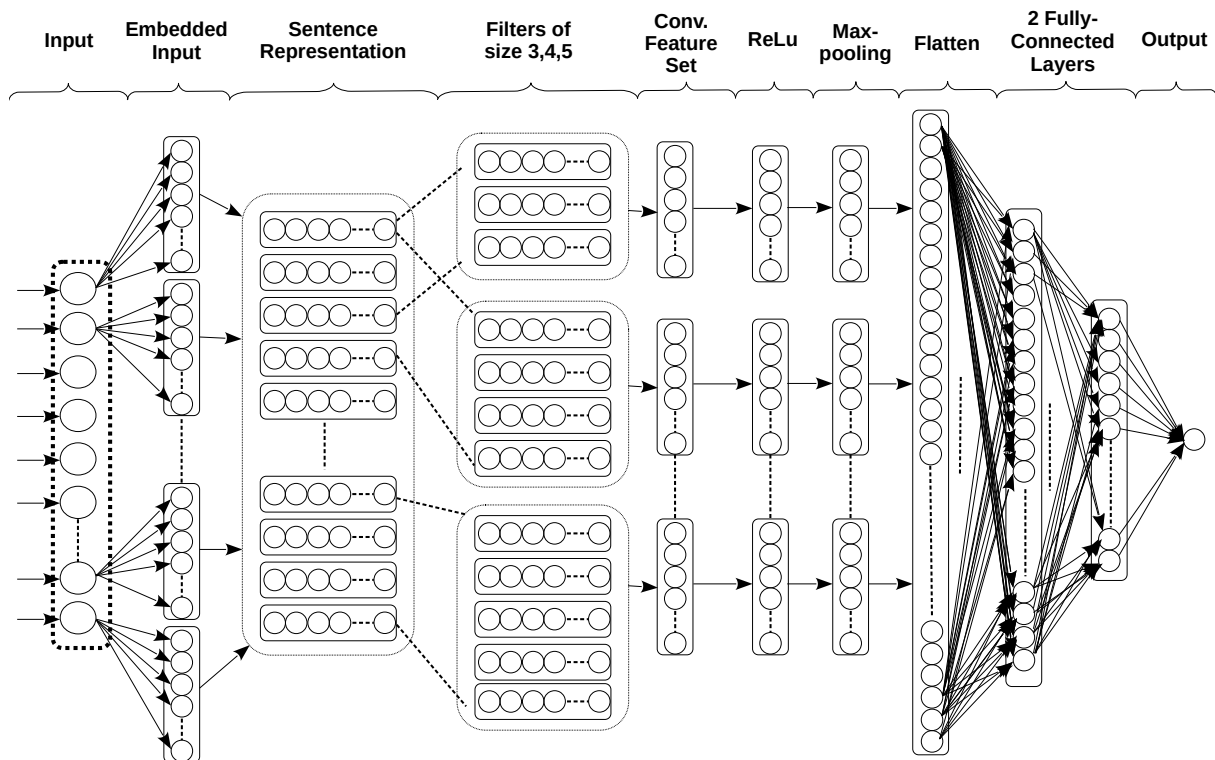 Input
Embedded
Input
Sentence
Representation
Filters of
size 3,4,5
Conv.
Feature
Set
ReLu
Max-
pooling
Flatten
2 Fully-
Connected
Layers
Output